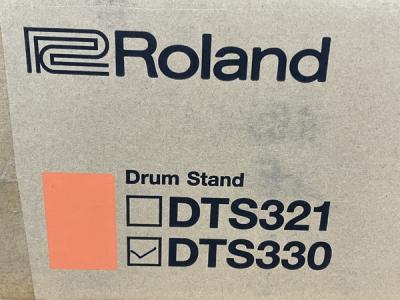 Roland
Drum Stand
☐ DTS321
☑ DTS330